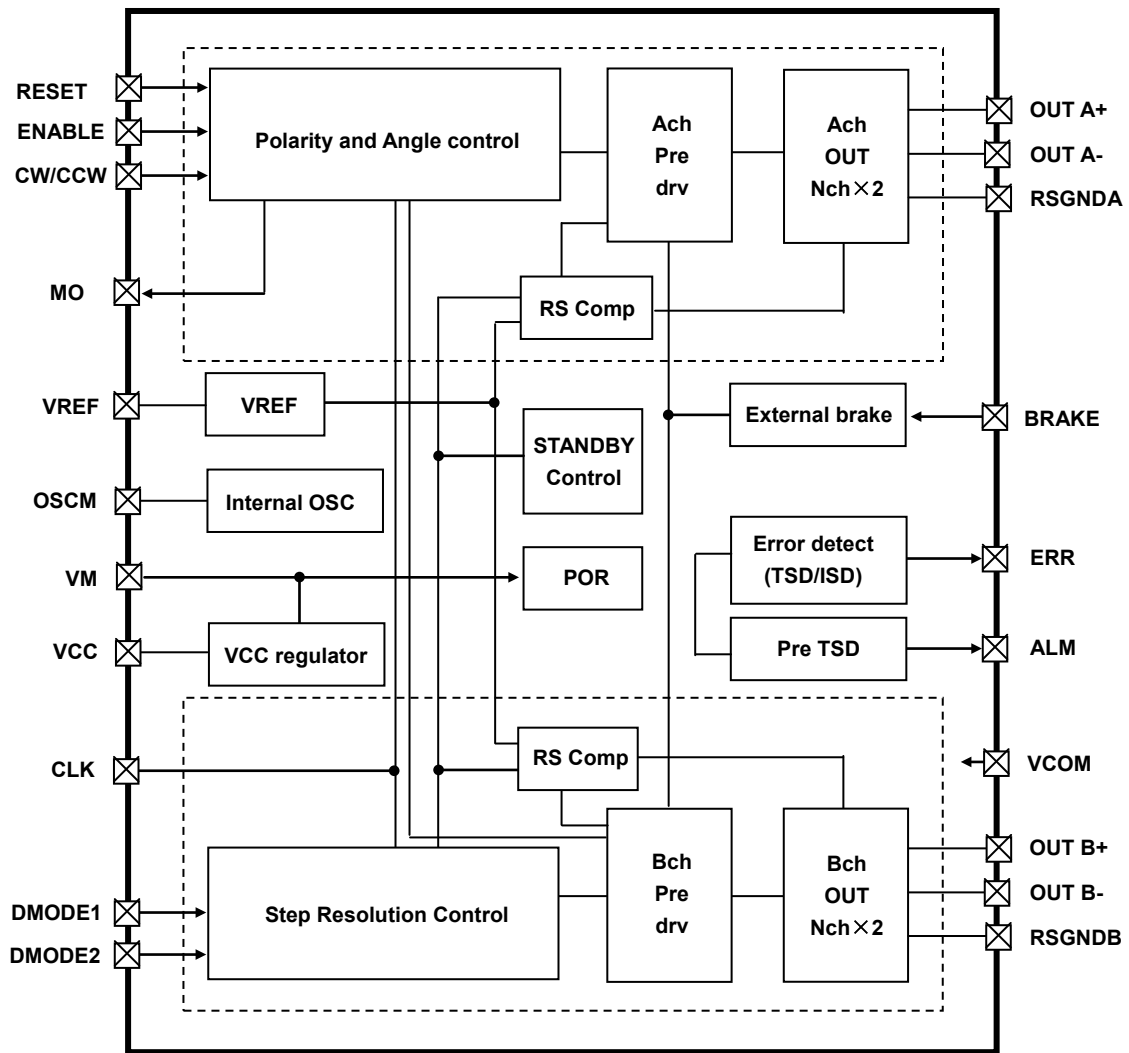 RESET
ENABLE
CW/CCW
MO
VREF
OSCM
VM
VCC
CLK
DMODE1
DMODE2
Polarity and Angle control
Ach
Pre
drv
Ach
OUT
Nch×2
RS Comp
VREF
STANDBY
Control
External brake
Internal OSC
POR
Error detect
(TSD/ISD)
VCC regulator
Pre TSD
RS Comp
Step Resolution Control
Bch
Pre
drv
Bch
OUT
Nch×2
OUT A+
OUT A-
RSGNDA
BRAKE
ERR
ALM
VCOM
OUT B+
OUT B-
RSGNDB